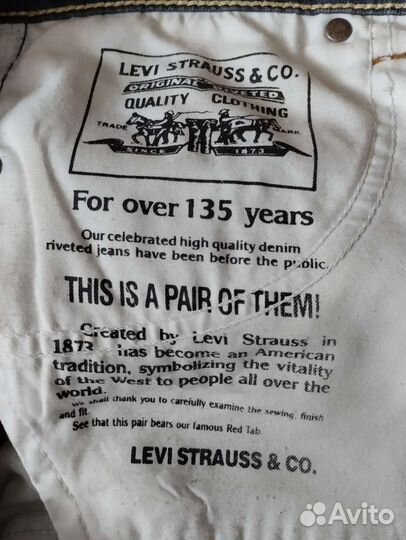 LEVI STRAUSS & CO.
ORIGINAL RIVETED
QUALITY CLOTHING
TRADE MARK
SINCE 1873
For over 135 years
Our celebrated high quality denim
riveted jeans have been before the public.
THIS IS A PAIR OF THEM!
Created by Levi Strauss in
1873 has become an American
tradition, symbolizing the vitality
of the West to people all over the
world.
We shall thank you to carefully examine the sewing, finish
and fit.
See that this pair bears our famous Red Tab.
LEVI STRAUSS & CO.
Avito